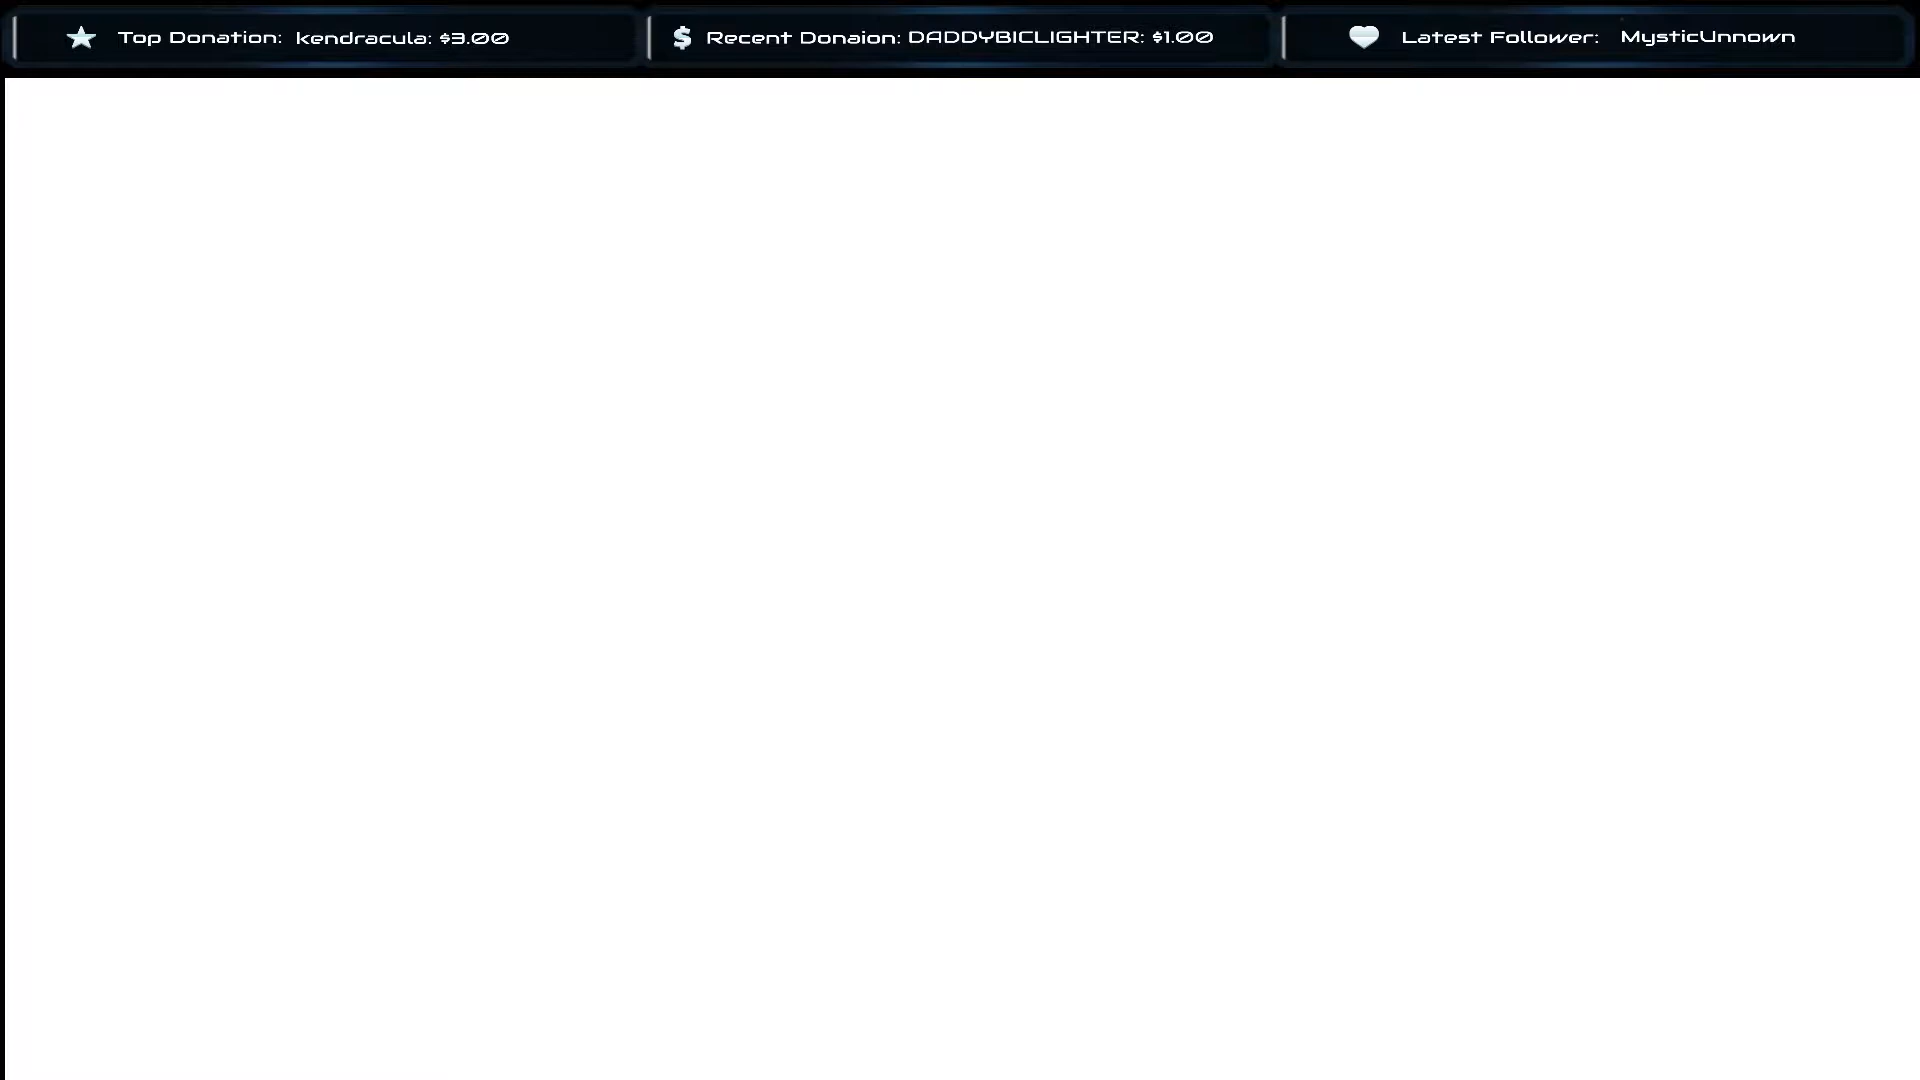 Top Donation: kendracula: $3.00
Recent Donaion: DADDYBICLIGHTER: $1.00
Latest Follower: MysticUnnown